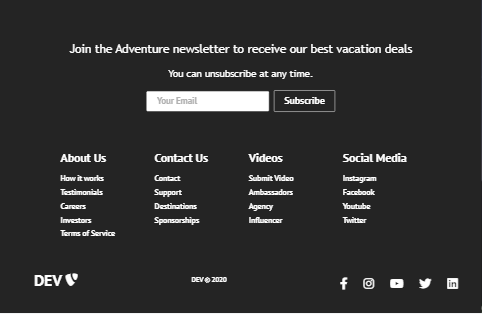 Join the Adventure newsletter to receive our best vacation deals
You can unsubscribe at any time.
Your Email
Subscribe
About Us
How it works
Testimonials
Careers
Investors
Terms of Service
Contact Us
Contact
Support
Destinations
Sponsorships
Videos
Submit Video
Ambassadors
Agency
Influencer
Social Media
Instagram
Facebook
Youtube
Twitter
DEV
DEV © 2020